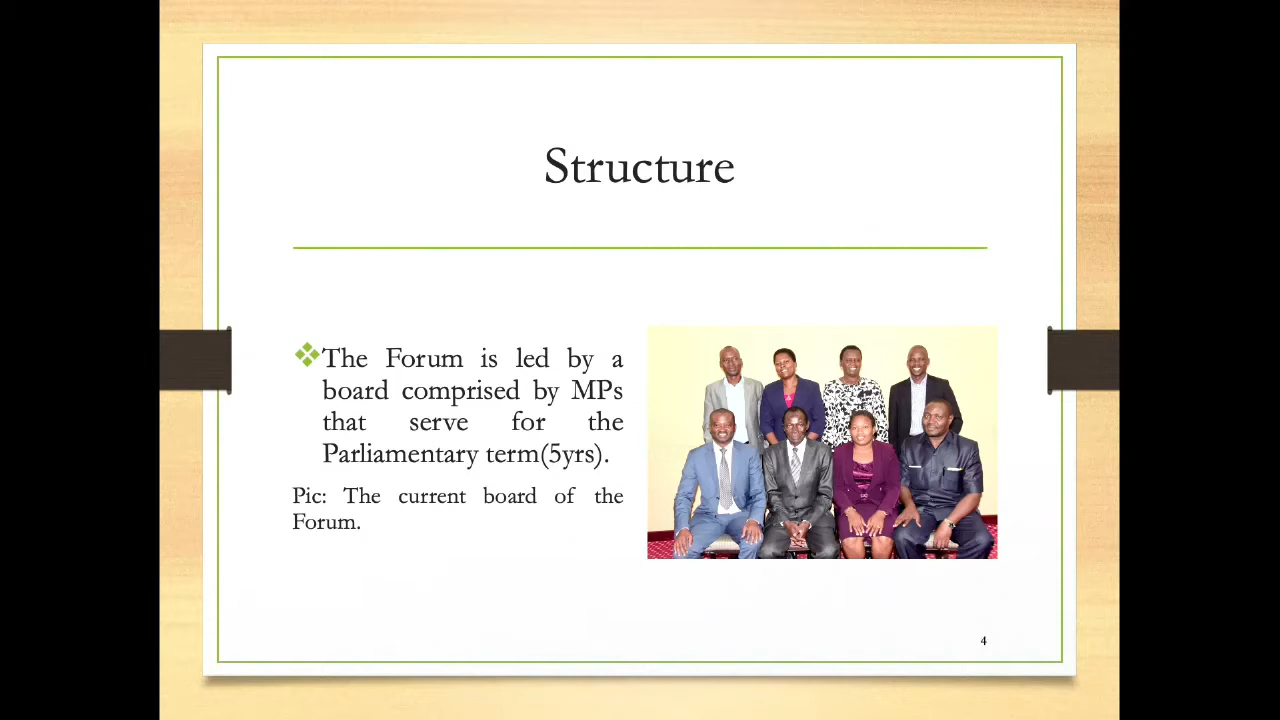 Structure
The Forum is led by a
board comprised by MPs
that serve for the
Parliamentary term(5yrs).
Pic: The current board of the
Forum.
4